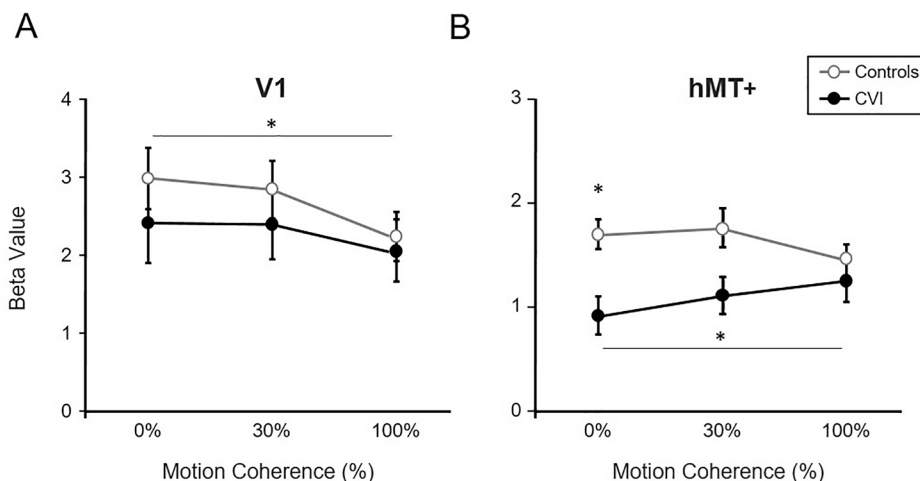 A
V1
4
3
2
1
0
Beta Value
*
0%
30%
100%
Motion Coherence (%)
B
hMT+
Controls
CVI
3
2
1
0
*
*
0%
30%
100%
Motion Coherence (%)